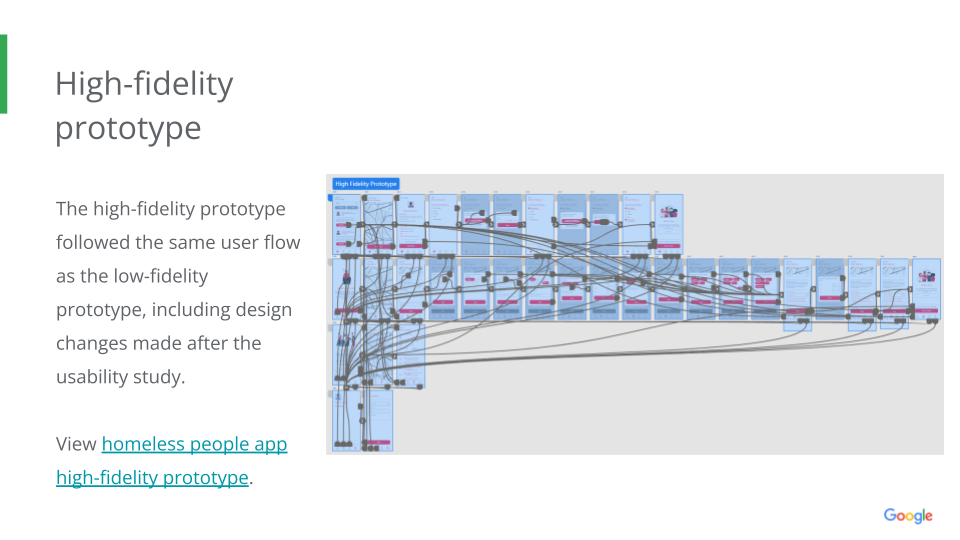 High-fidelity
prototype
The high-fidelity prototype
followed the same user flow
as the low-fidelity
prototype, including design
changes made after the
usability study.
View homeless people app
high-fidelity prototype.
High Fidelity Prototype
Google